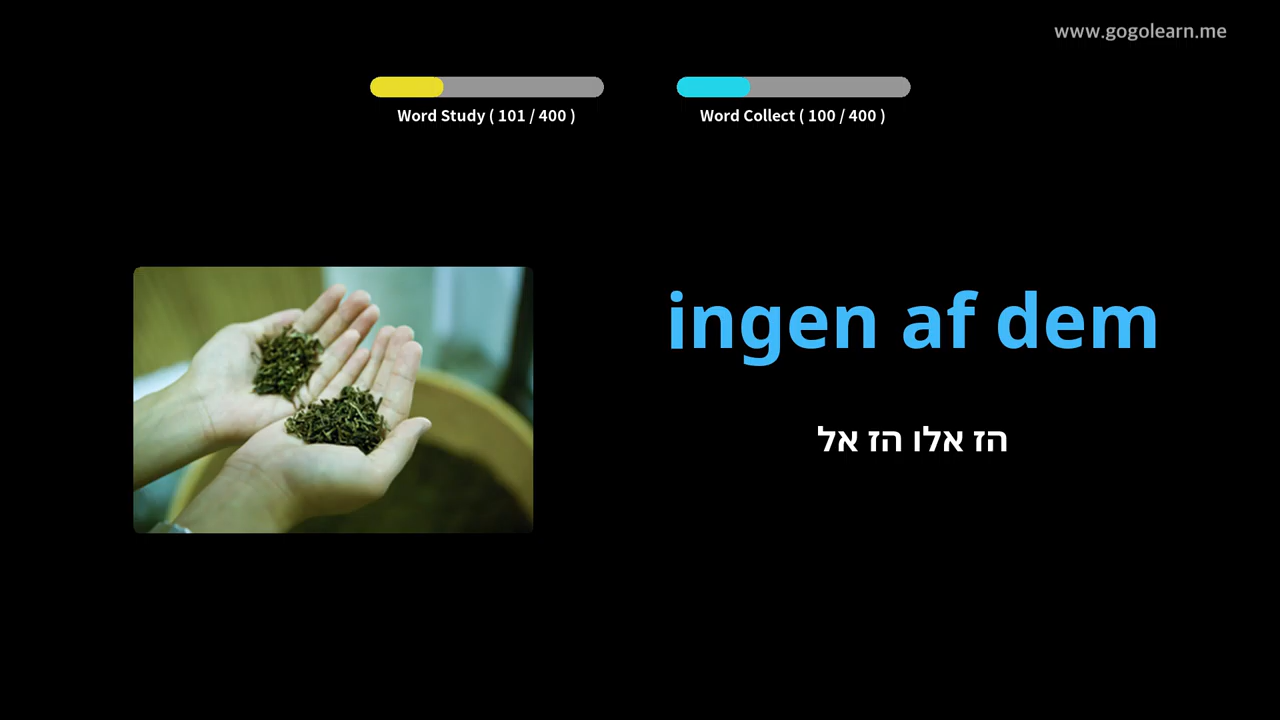 www.gogolearn.me
Word Study ( 101 / 400 )
Word Collect ( 100 / 400 )
ingen af dem
הז אלו הז אל